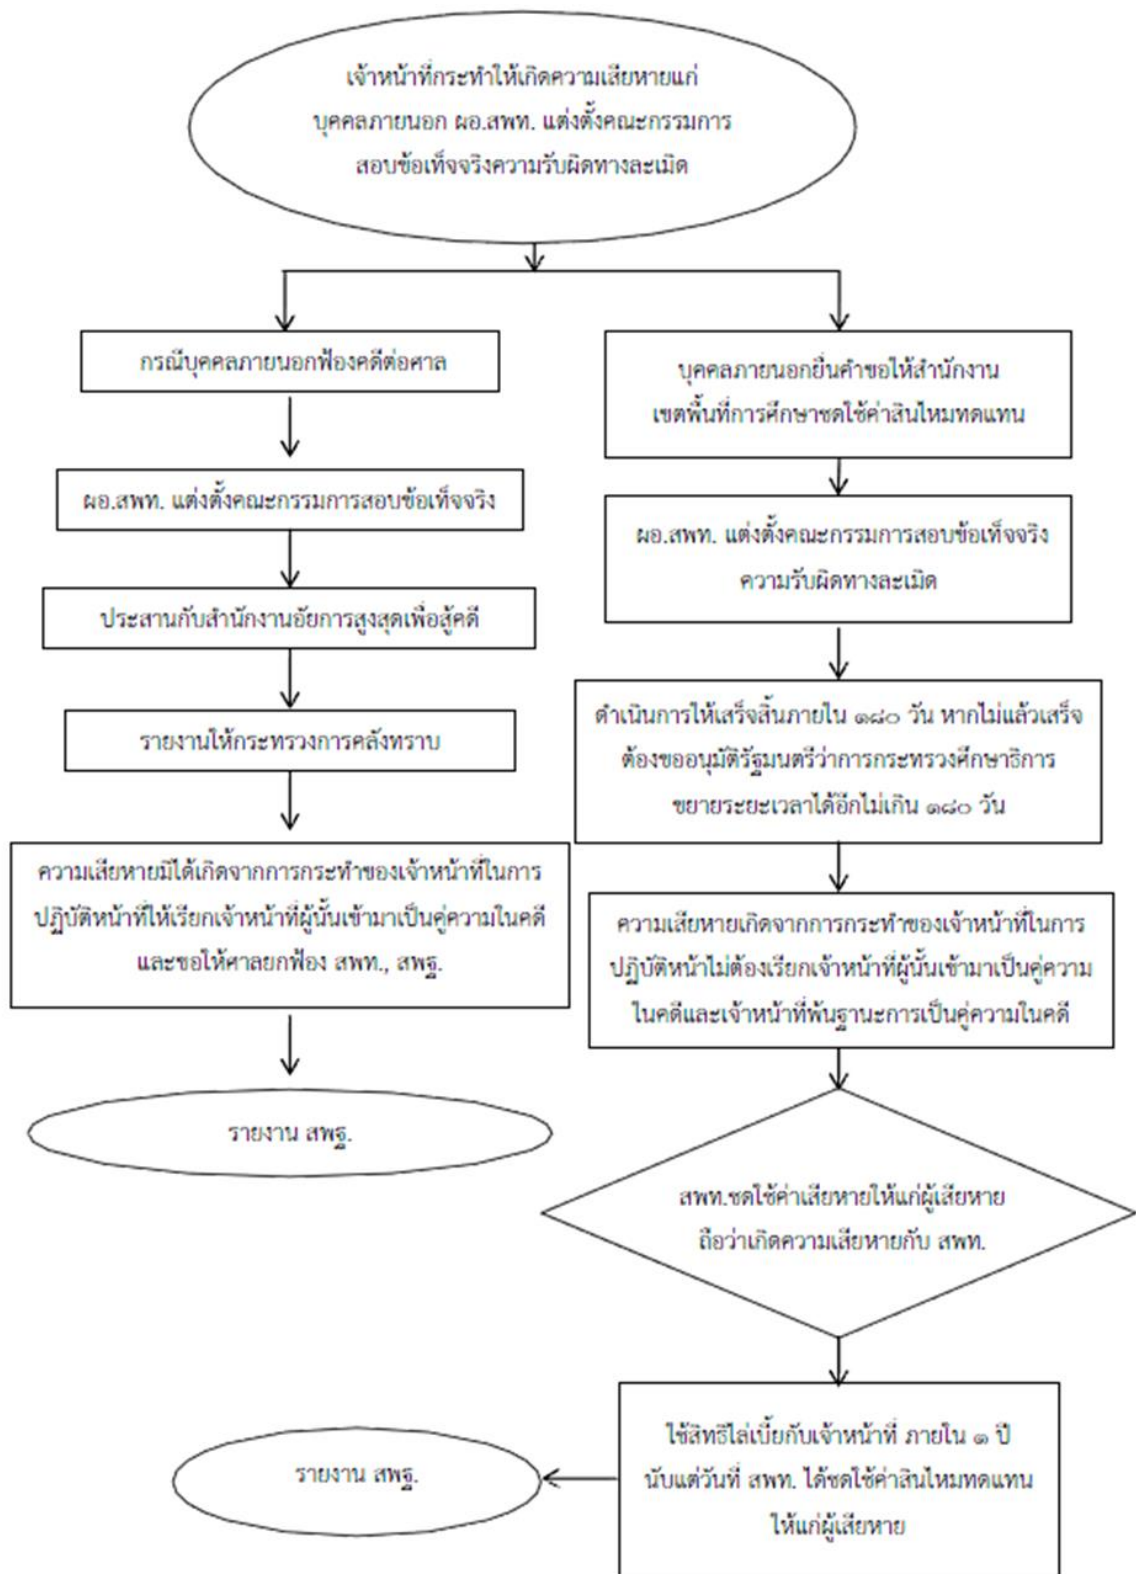 เจ้าหน้าที่กระทำให้เกิดความเสียหายแก่
บุคคลภายนอก ผอ.สพท. แต่งตั้งคณะกรรมการ
สอบข้อเท็จจริงความรับผิดทางละเมิด
กรณีบุคคลภายนอกฟ้องคดีต่อศาล
ผอ.สพท. แต่งตั้งคณะกรรมการสอบข้อเท็จจริง
ประสานกับสำนักงานอัยการสูงสุดเพื่อสู้คดี
รายงานให้กระทรวงการคลังทราบ
ความเสียหายมิได้เกิดจากการกระทำของเจ้าหน้าที่ในการ
ปฏิบัติหน้าที่ให้เรียกเจ้าหน้าที่ผู้นั้นเข้ามาเป็นคู่ความในคดี
และขอให้ศาลยกฟ้อง สพท., สพฐ.
รายงาน สพฐ.
บุคคลภายนอกยื่นคำขอให้สำนักงาน
เขตพื้นที่การศึกษาชดใช้ค่าสินไหมทดแทน
ผอ.สพท. แต่งตั้งคณะกรรมการสอบข้อเท็จจริง
ความรับผิดทางละเมิด
ดำเนินการให้เสร็จสิ้นภายใน ๑๘๐ วัน หากไม่แล้วเสร็จ
ต้องขออนุมัติรัฐมนตรีว่าการกระทรวงศึกษาธิการ
ขยายระยะเวลาได้อีกไม่เกิน ๑๘๐ วัน
ความเสียหายเกิดจากการกระทำของเจ้าหน้าที่ในการ
ปฏิบัติหน้าไม่ต้องเรียกเจ้าหน้าที่ผู้นั้นเข้ามาเป็นคู่ความ
ในคดีและเจ้าหน้าที่พ้นฐานะการเป็นคู่ความในคดี
สพท.ชดใช้ค่าเสียหายให้แก่ผู้เสียหาย
ถือว่าเกิดความเสียหายกับ สพท.
ใช้สิทธิไล่เบี้ยกับเจ้าหน้าที่ ภายใน ๑ ปี
นับแต่วันที่ สพท. ได้ชดใช้ค่าสินไหมทดแทน
ให้แก่ผู้เสียหาย
รายงาน สพฐ.